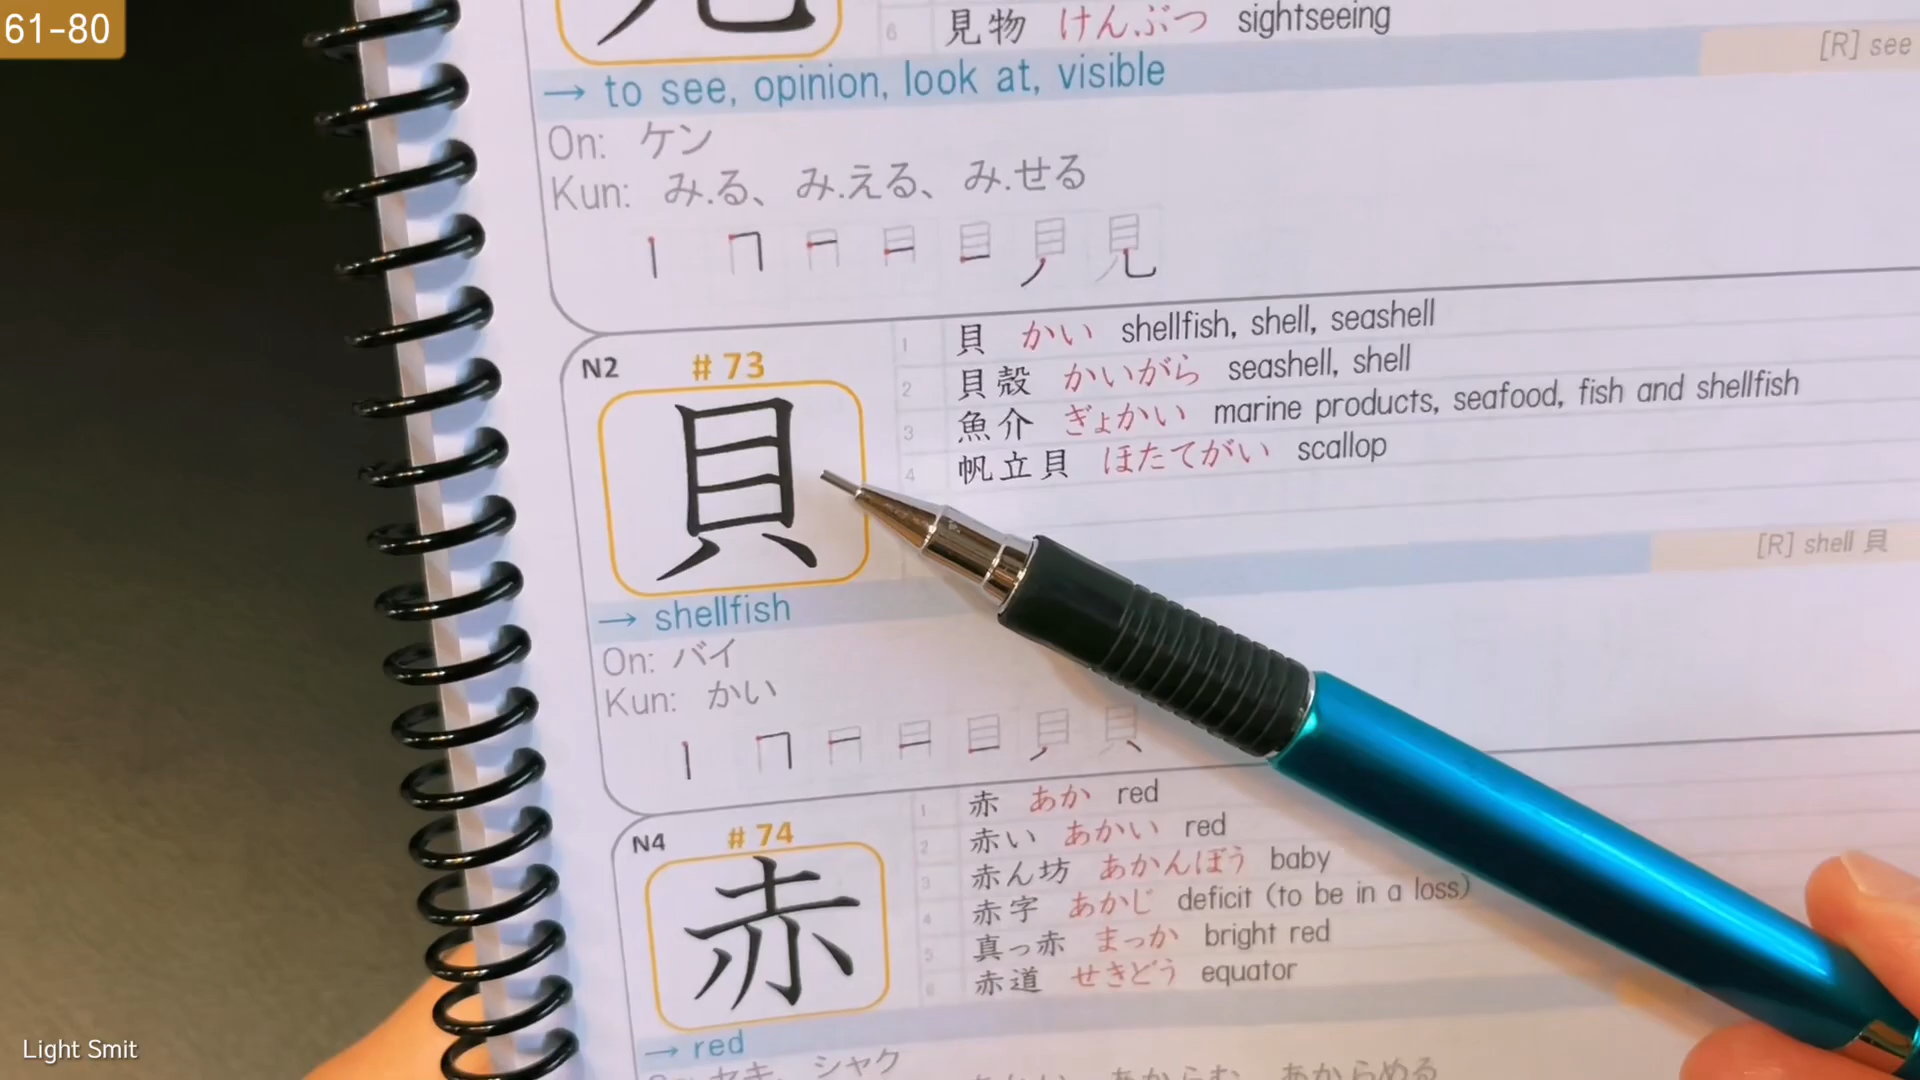 61-80
6 見物 けんぶつ sightseeing
[R] see
→ to see, opinion, look at, visible
On: ケン
Kun: み.る、 み.える、 み.せる
N2 # 73
貝
1 貝 かい shellfish, shell, seashell
2 貝殻 かいがら seashell, shell
3 魚介 ぎょかい marine products, seafood, fish and shellfish
4 帆立貝 ほたてがい scallop
[R] shell 貝
→ shellfish
On: バイ
Kun: かい
N4 # 74
赤
1 赤 あか red
2 赤い あかい red
3 赤ん坊 あかんぼう baby
4 赤字 あかじ deficit (to be in a loss)
5 真っ赤 まっか bright red
6 赤道 せきどう equator
→ red
セキ、 シャク
Light Smit